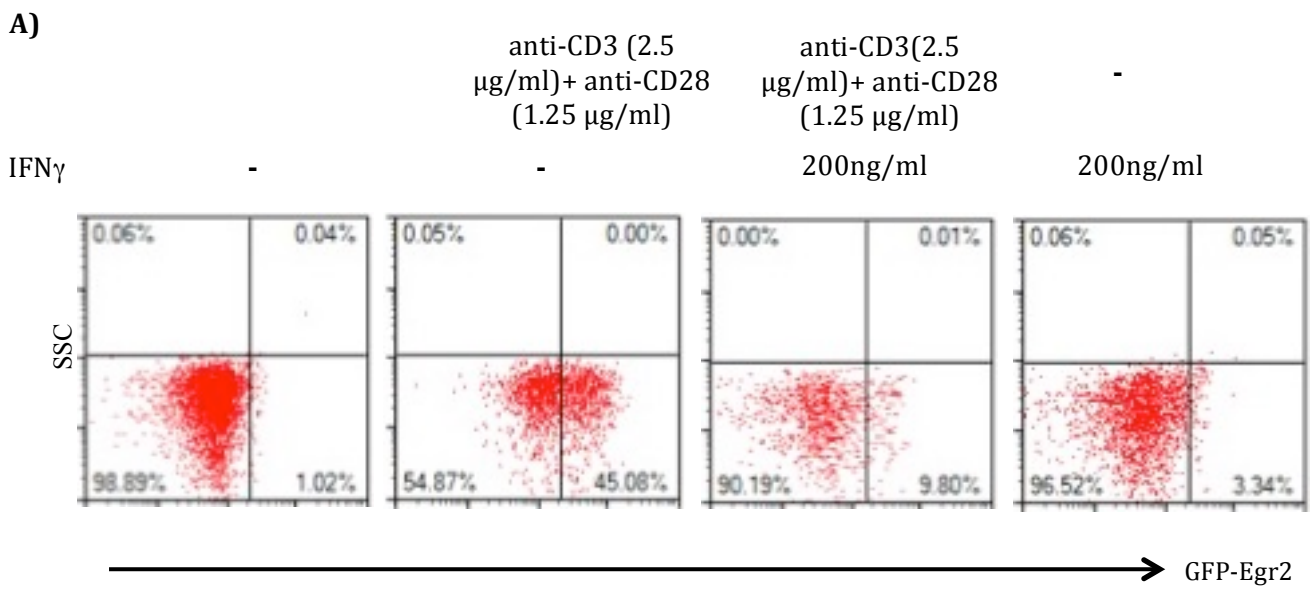 A)
anti-CD3 (2.5
µg/ml)+ anti-CD28
(1.25 µg/ml)
anti-CD3(2.5
µg/ml)+ anti-CD28
(1.25 µg/ml)
-
IFNγ
-
-
200ng/ml
200ng/ml
SSC
0.06%
0.04%
98.89%
1.02%
0.05%
0.00%
54.87%
45.08%
0.00%
0.01%
90.19%
9.80%
0.06%
0.05%
96.52%
3.34%
GFP-Egr2